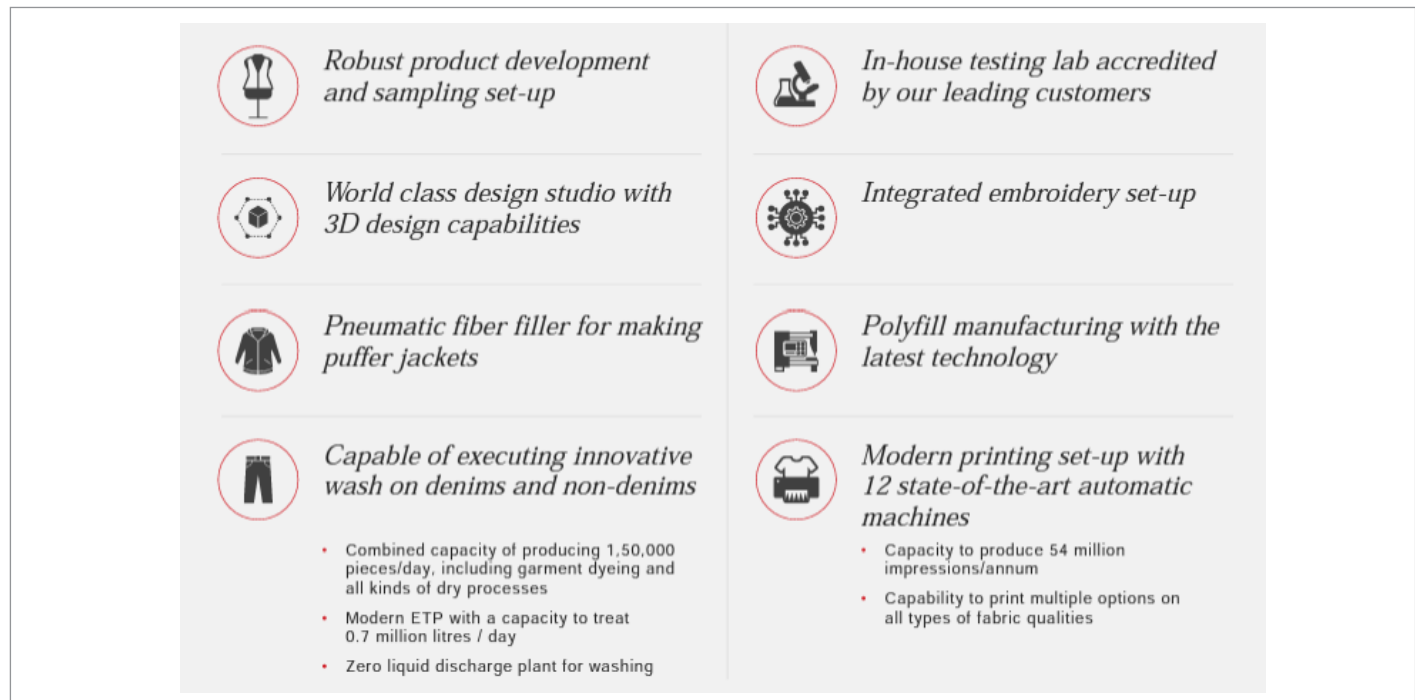 Robust product development
and sampling set-up
In-house testing lab accredited
by our leading customers
World class design studio with
3D design capabilities
Integrated embroidery set-up
Pneumatic fiber filler for making
puffer jackets
Polyfill manufacturing with the
latest technology
Capable of executing innovative
wash on denims and non-denims
• Combined capacity of producing 1,50,000
pieces/day, including garment dyeing and
all kinds of dry processes
• Modern ETP with a capacity to treat
0.7 million litres / day
• Zero liquid discharge plant for washing
Modern printing set-up with
12 state-of-the-art automatic
machines
• Capacity to produce 54 million
impressions/annum
• Capability to print multiple options on
all types of fabric qualities